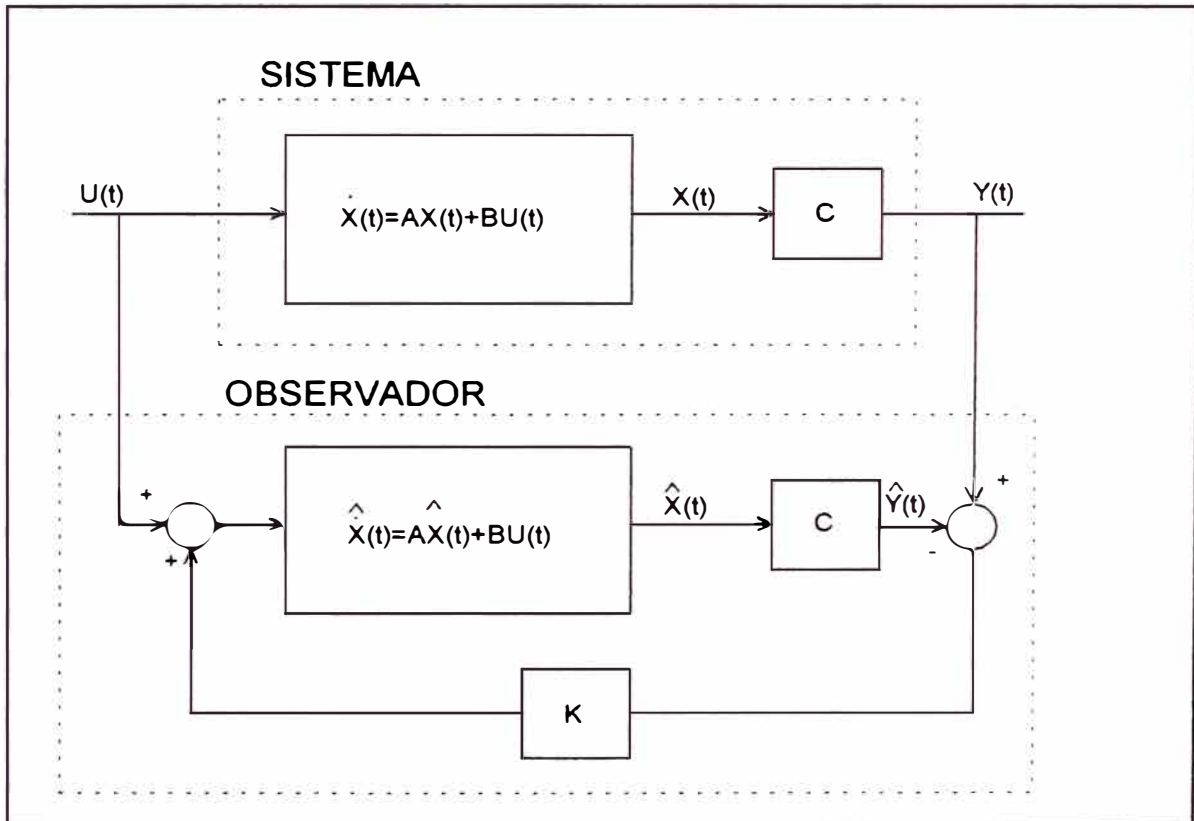 SISTEMA
U(t)
Ẋ(t)=AX(t)+BU(t)
X(t)
C
Y(t)
OBSERVADOR
+
+
X̂̇(t)=AX̂(t)+BU(t)
X̂(t)
C
Ŷ(t)
+
-
K